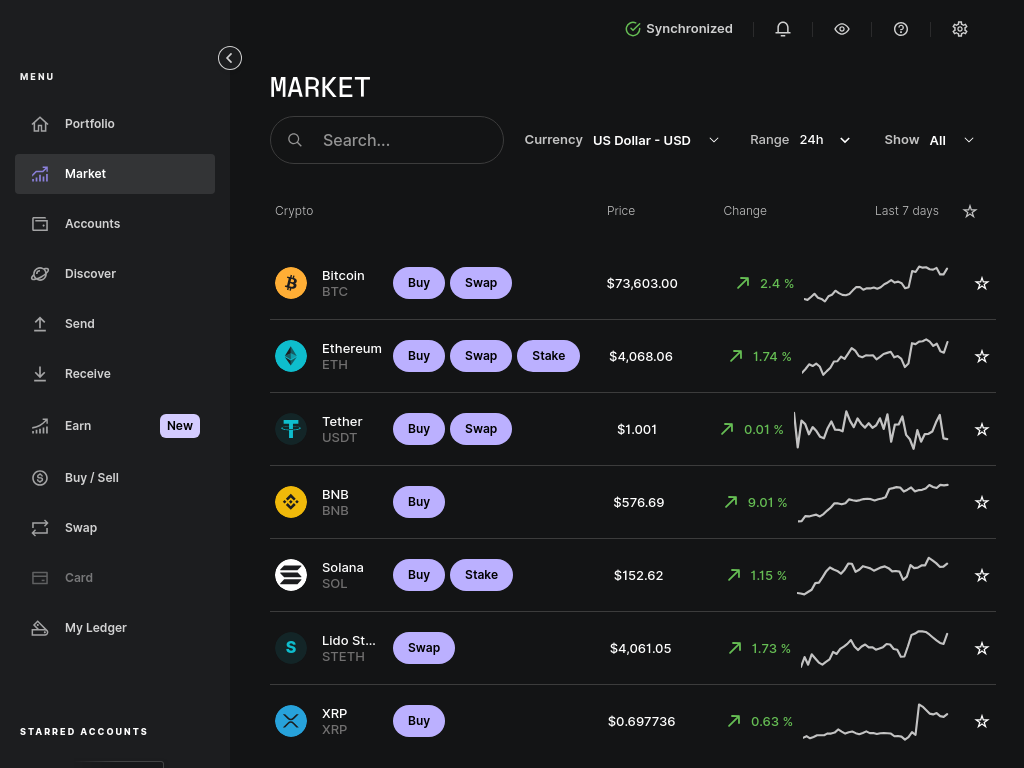 Synchronized
MENU
MARKET
Portfolio
Market
Accounts
Discover
Send
Receive
Earn New
Buy / Sell
Swap
Card
My Ledger
STARRED ACCOUNTS
Search...
Currency US Dollar - USD
Range 24h
Show All
Crypto Price Change Last 7 days
Bitcoin
BTC
Buy Swap $73,603.00 2.4 %
Ethereum
ETH
Buy Swap Stake $4,068.06 1.74 %
Tether
USDT
Buy Swap $1.001 0.01 %
BNB
BNB
Buy $576.69 9.01 %
Solana
SOL
Buy Stake $152.62 1.15 %
Lido St...
STETH
S
Swap $4,061.05 1.73 %
XRP
XRP
Buy $0.697736 0.63 %